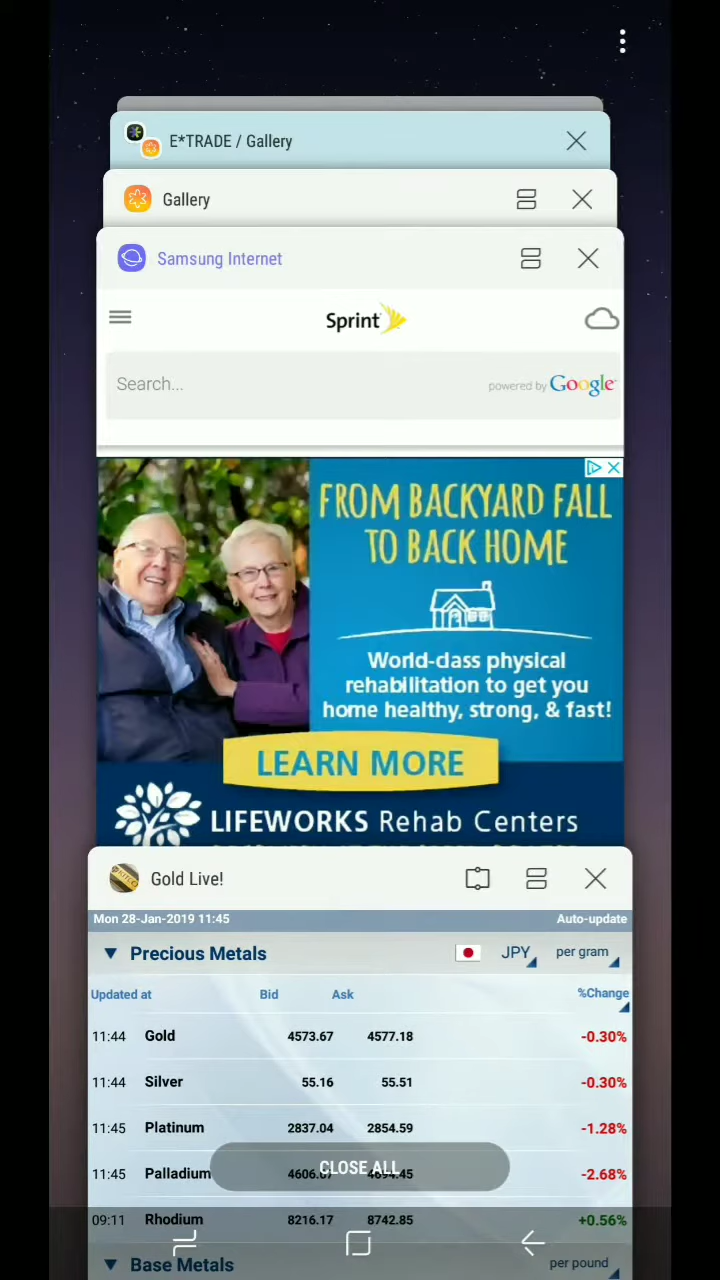 E*TRADE / Gallery
Gallery
Samsung Internet
Sprint
Search...
powered by Google
FROM BACKYARD FALL
TO BACK HOME
World-class physical
rehabilitation to get you
home healthy, strong, & fast!
LEARN MORE
LIFEWORKS Rehab Centers
Gold Live!
Mon 28-Jan-2019 11:45 Auto-update
Precious Metals JPY per gram
Updated at Bid Ask %Change
11:44 Gold 4573.67 4577.18 -0.30%
11:44 Silver 55.16 55.51 -0.30%
11:45 Platinum 2837.04 2854.59 -1.28%
CLOSE ALL
11:45 Palladium -2.68%
09:11 Rhodium 8216.17 8742.85 +0.56%
Base Metals per pound